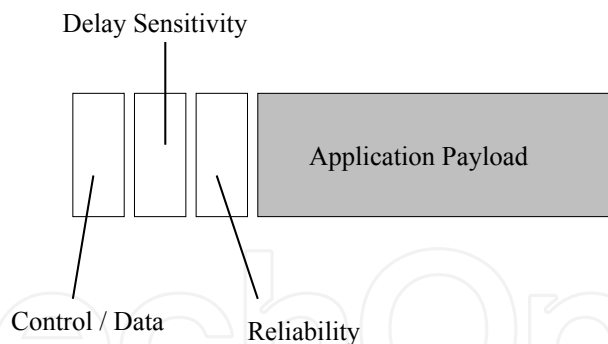 Delay Sensitivity
Application Payload
Control / Data
Reliability